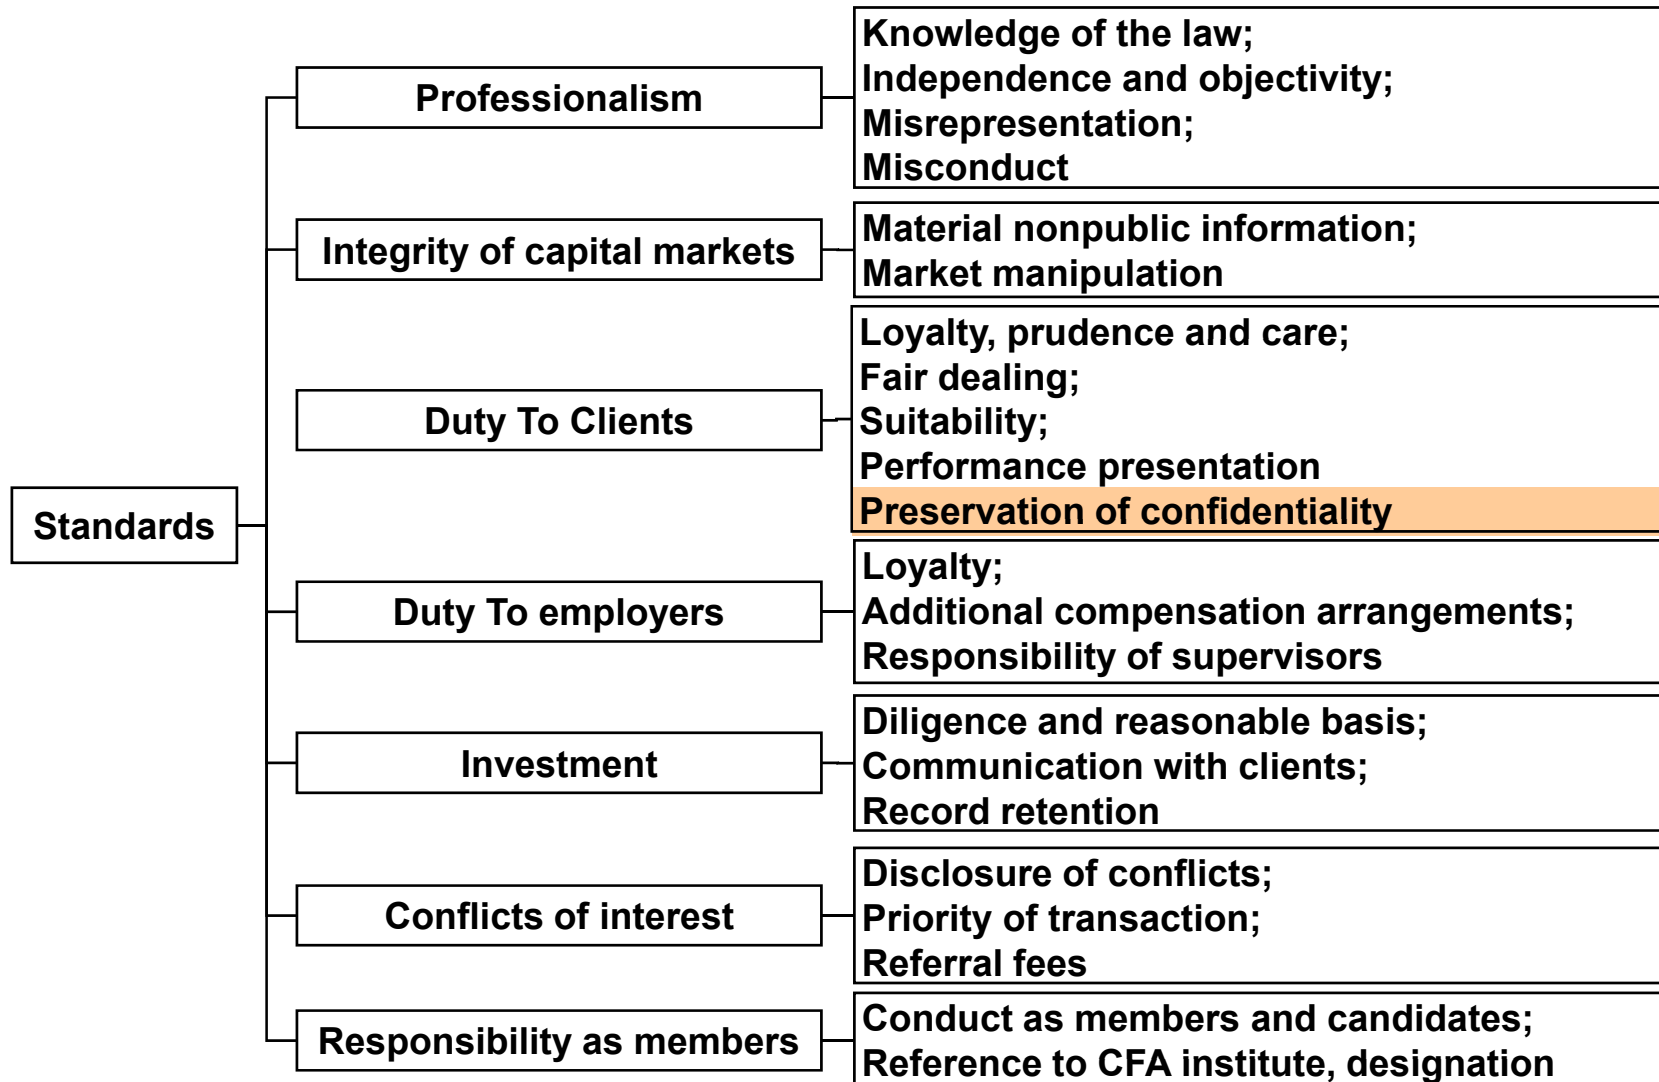 Standards
Professionalism
Knowledge of the law;
Independence and objectivity;
Misrepresentation;
Misconduct
Integrity of capital markets
Material nonpublic information;
Market manipulation
Duty To Clients
Loyalty, prudence and care;
Fair dealing;
Suitability;
Performance presentation
Preservation of confidentiality
Duty To employers
Loyalty;
Additional compensation arrangements;
Responsibility of supervisors
Investment
Diligence and reasonable basis;
Communication with clients;
Record retention
Conflicts of interest
Disclosure of conflicts;
Priority of transaction;
Referral fees
Responsibility as members
Conduct as members and candidates;
Reference to CFA institute, designation